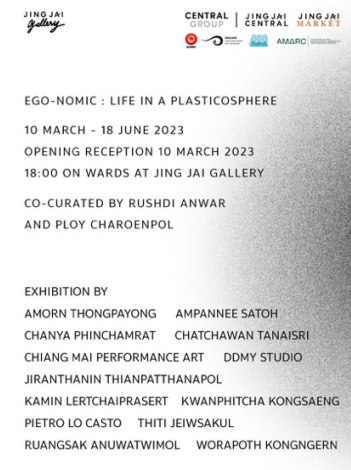 JING JAI
gallery
CENTRAL GROUP
JING JAI CENTRAL
JING JAI MARKET
AMARC
EGO-NOMIC : LIFE IN A PLASTICOSPHERE
10 MARCH - 18 JUNE 2023
OPENING RECEPTION 10 MARCH 2023
18:00 ON WARDS AT JING JAI GALLERY
CO-CURATED BY RUSHDI ANWAR
AND PLOY CHAROENPOL
EXHIBITION BY
AMORN THONGPAYONG AMPANNEE SATOH
CHANYA PHINCHAMRAT CHATCHAWAN TANAISRI
CHIANG MAI PERFORMANCE ART DDMY STUDIO
JIRANTHANIN THIANPATTHANAPOL
KAMIN LERTCHAIPRASERT KWANPHITCHA KONGSAENG
PIETRO LO CASTO THITI JEIWSAKUL
RUANGSAK ANUWATWIMOL WORAPOTH KONGNGERN